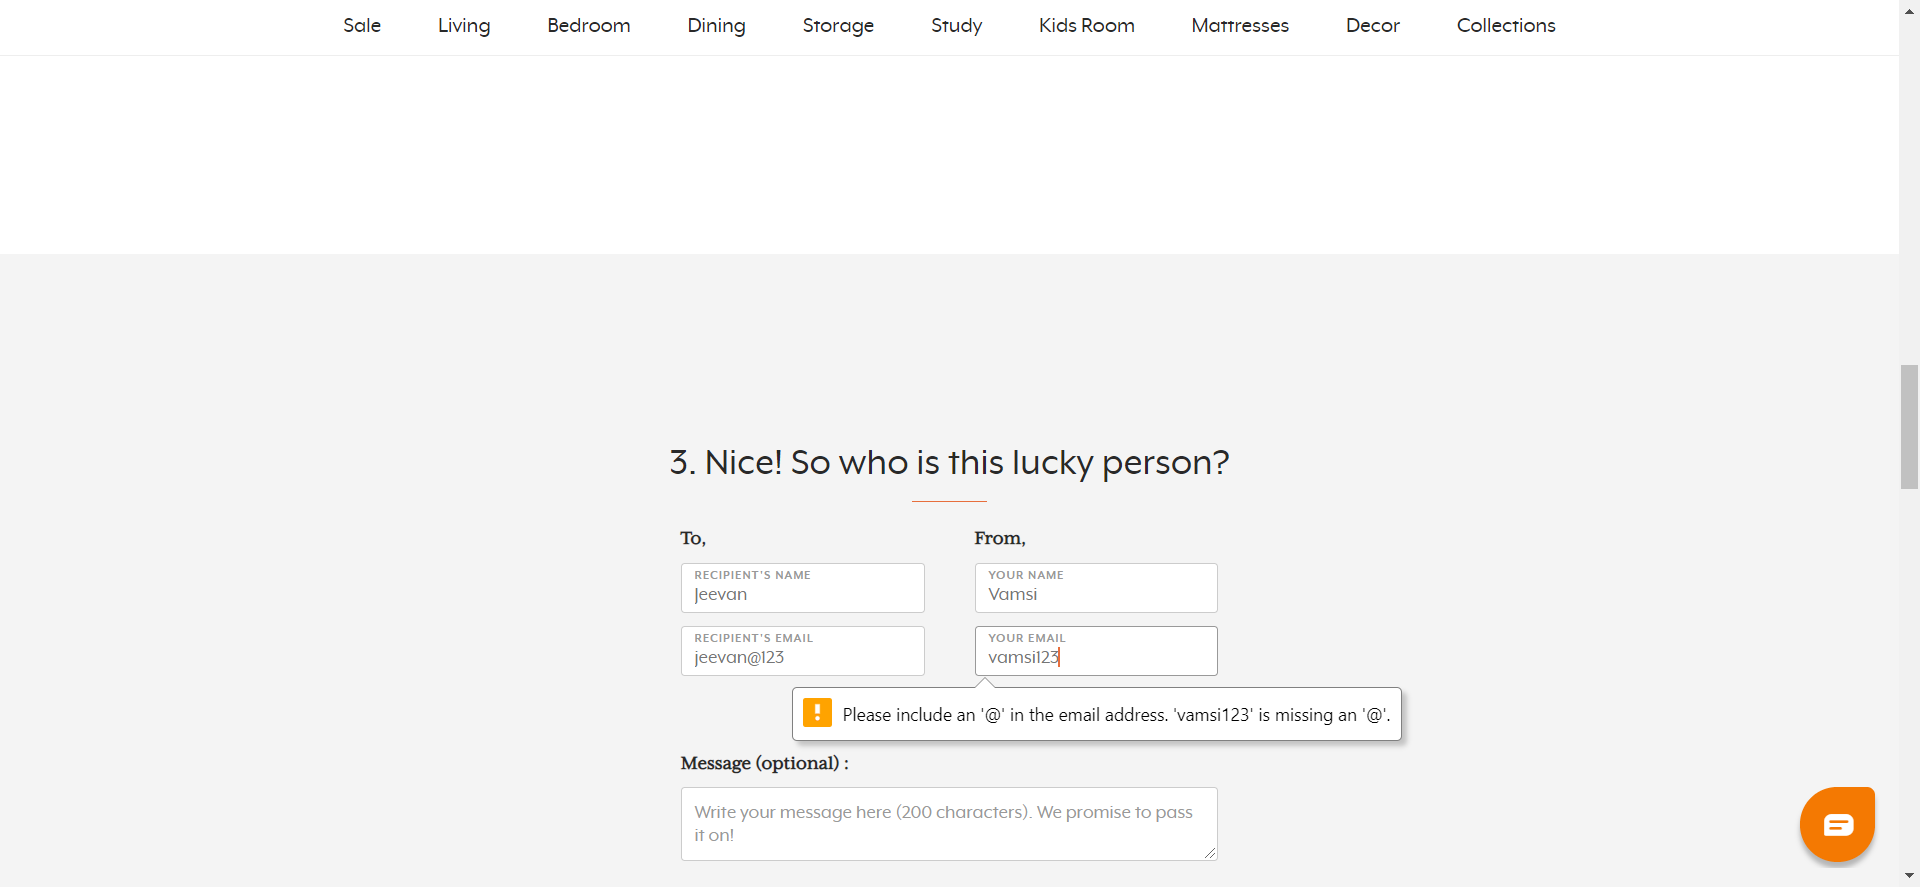 Sale Living Bedroom Dining Storage Study Kids Room Mattresses Decor Collections
3. Nice! So who is this lucky person?
To, From,
RECIPIENT'S NAME YOUR NAME
Jeevan Vamsi
RECIPIENT'S EMAIL YOUR EMAIL
jeevan@123 vamsi123
Please include an '@' in the email address. 'vamsi123' is missing an '@'.
Message (optional) :
Write your message here (200 characters). We promise to pass
it on!